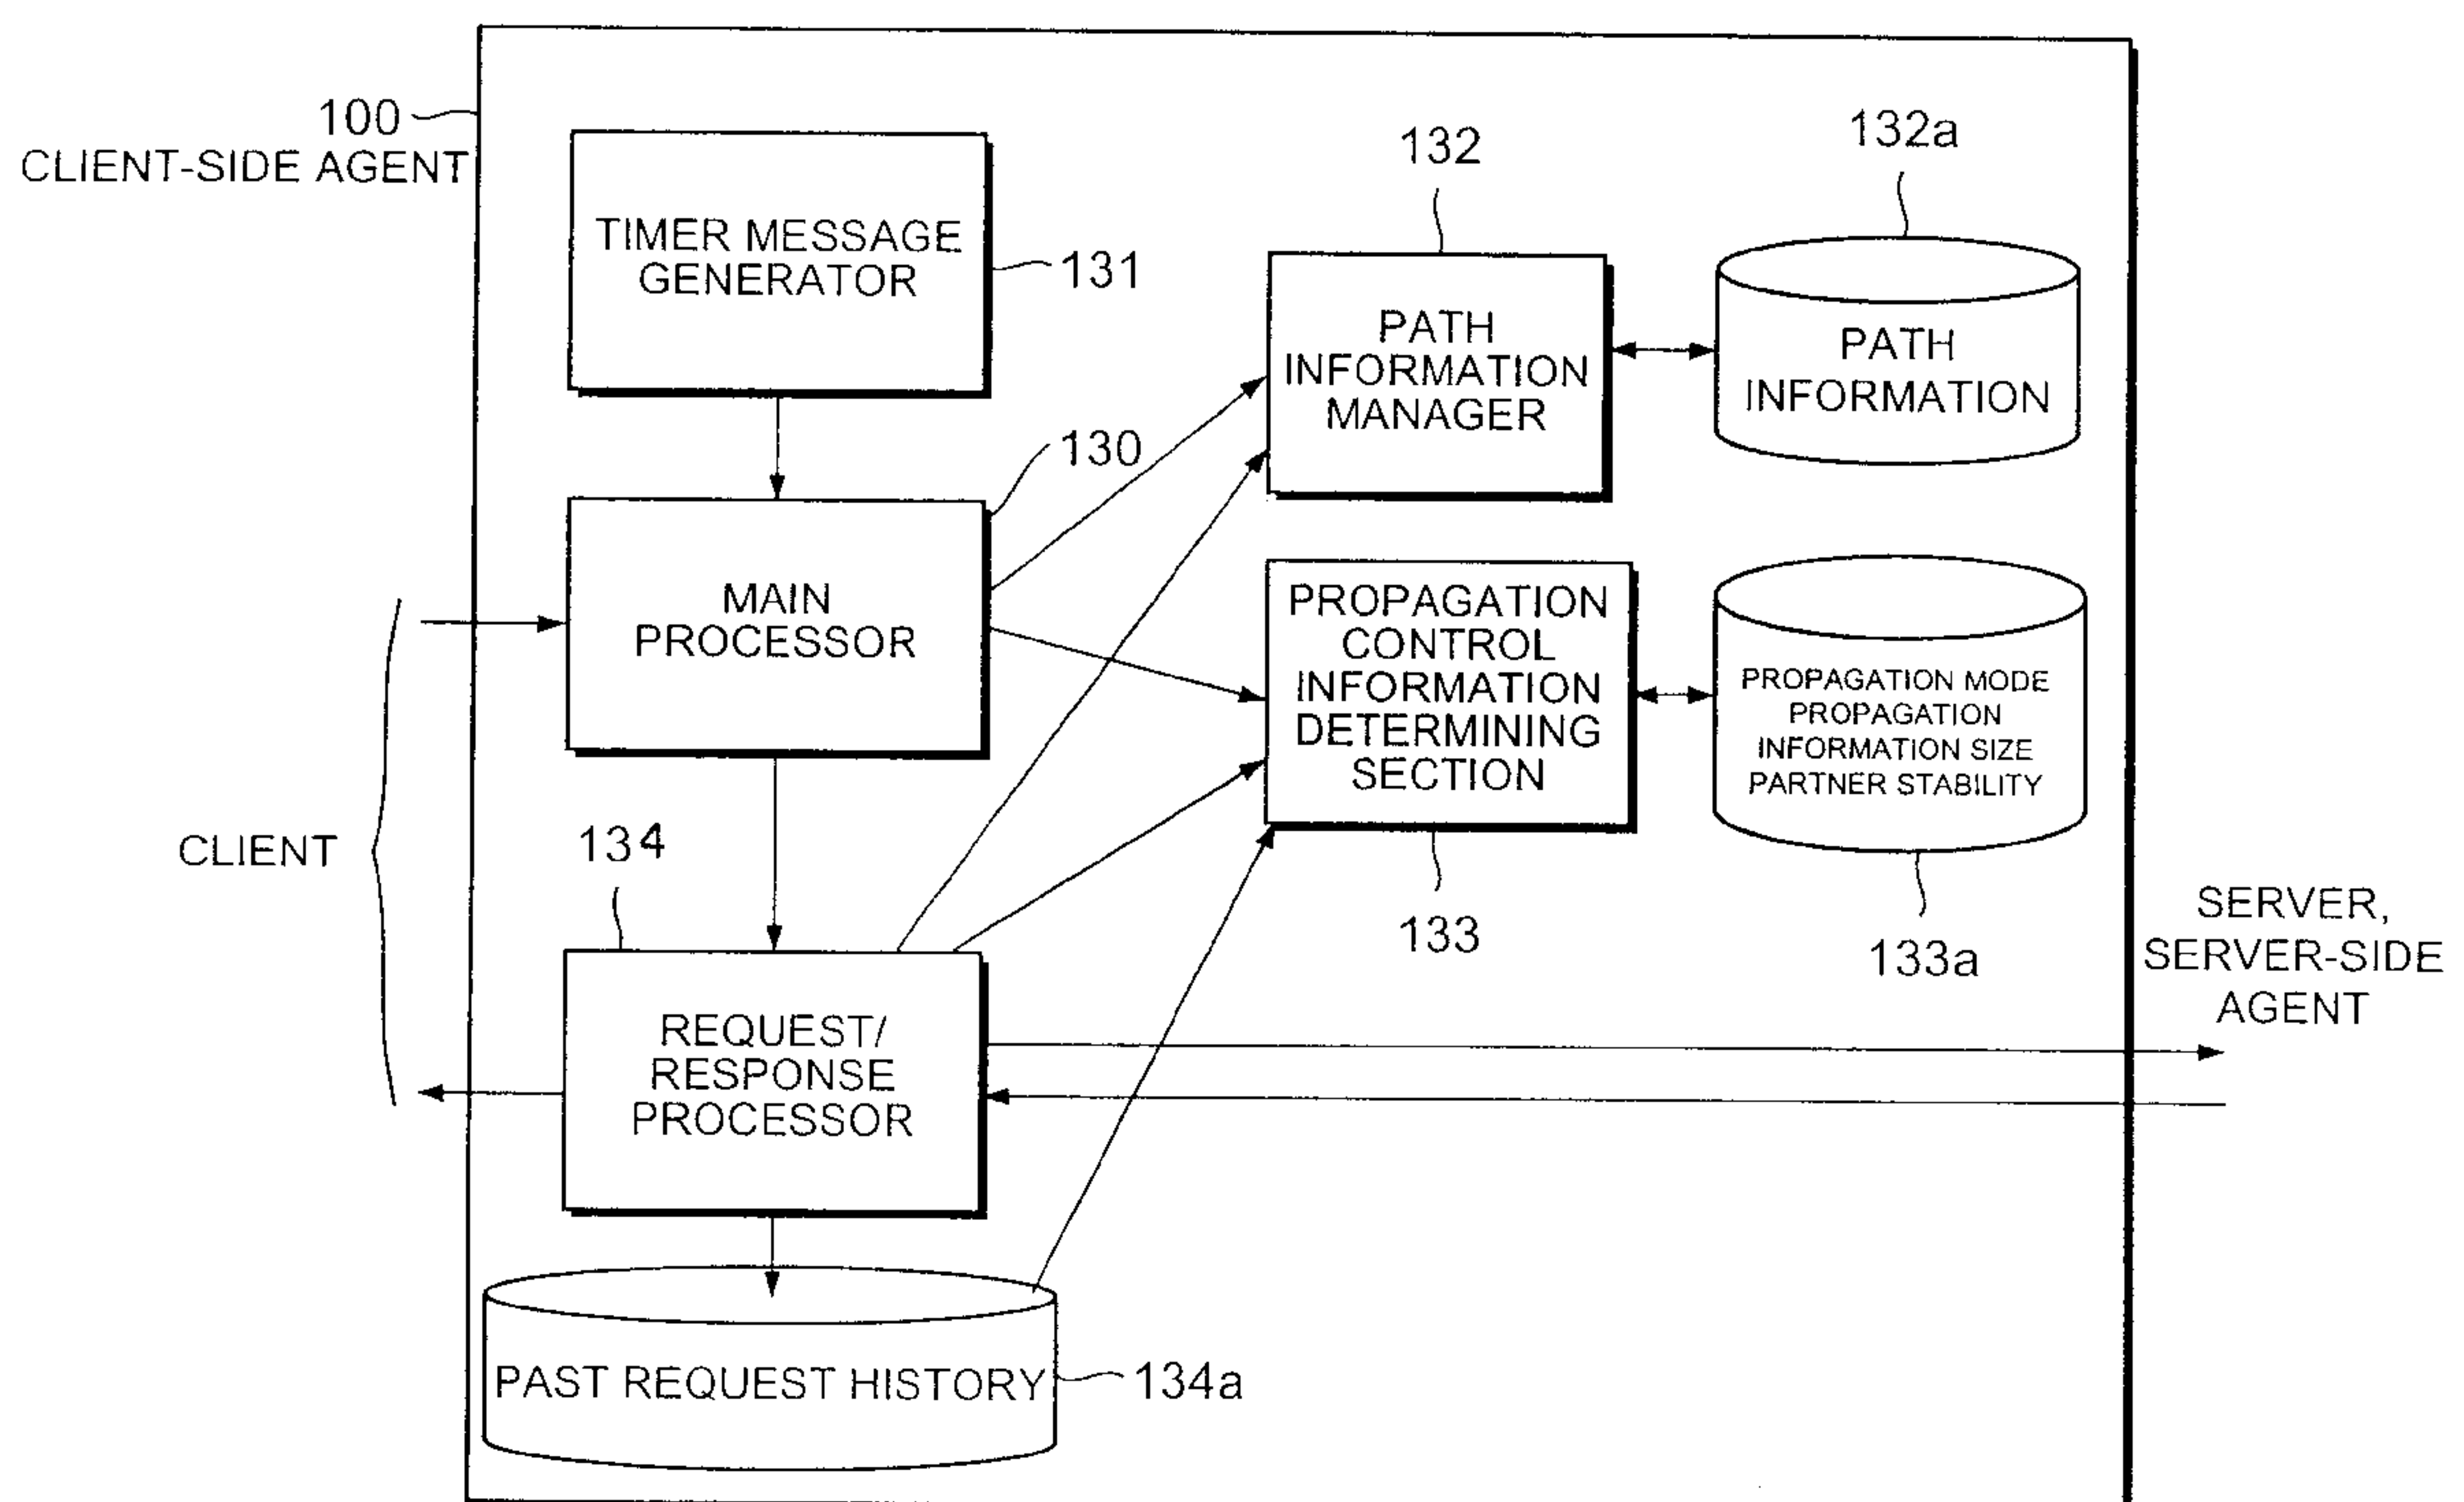 100
CLIENT-SIDE AGENT
TIMER MESSAGE
GENERATOR
131
132
132a
PATH
INFORMATION
MANAGER
PATH
INFORMATION
130
MAIN
PROCESSOR
PROPAGATION
CONTROL
INFORMATION
DETERMINING
SECTION
PROPAGATION MODE
PROPAGATION
INFORMATION SIZE
PARTNER STABILITY
CLIENT
134
133
133a
SERVER,
SERVER-SIDE
AGENT
REQUEST/
RESPONSE
PROCESSOR
PAST REQUEST HISTORY
134a